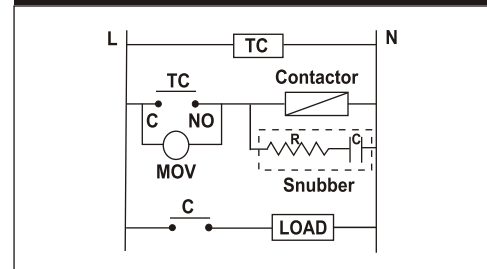 L TC N
TC Contactor
C NO
R C
MOV
Snubber
C
LOAD